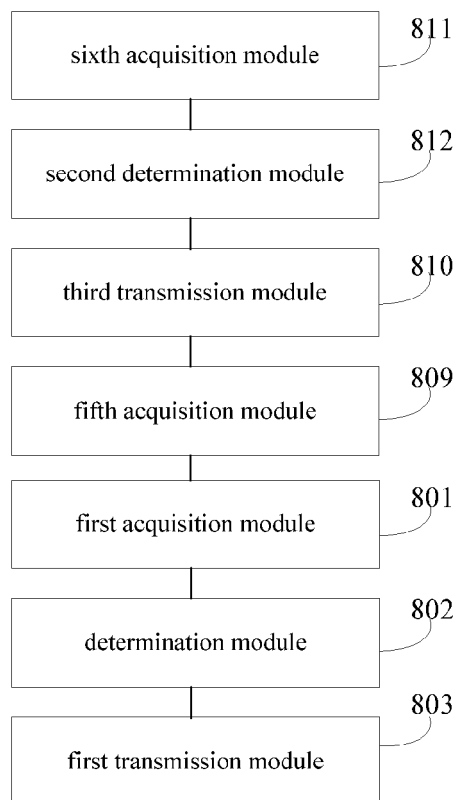 811
sixth acquisition module
812
second determination module
810
third transmission module
809
fifth acquisition module
801
first acquisition module
802
determination module
803
first transmission module